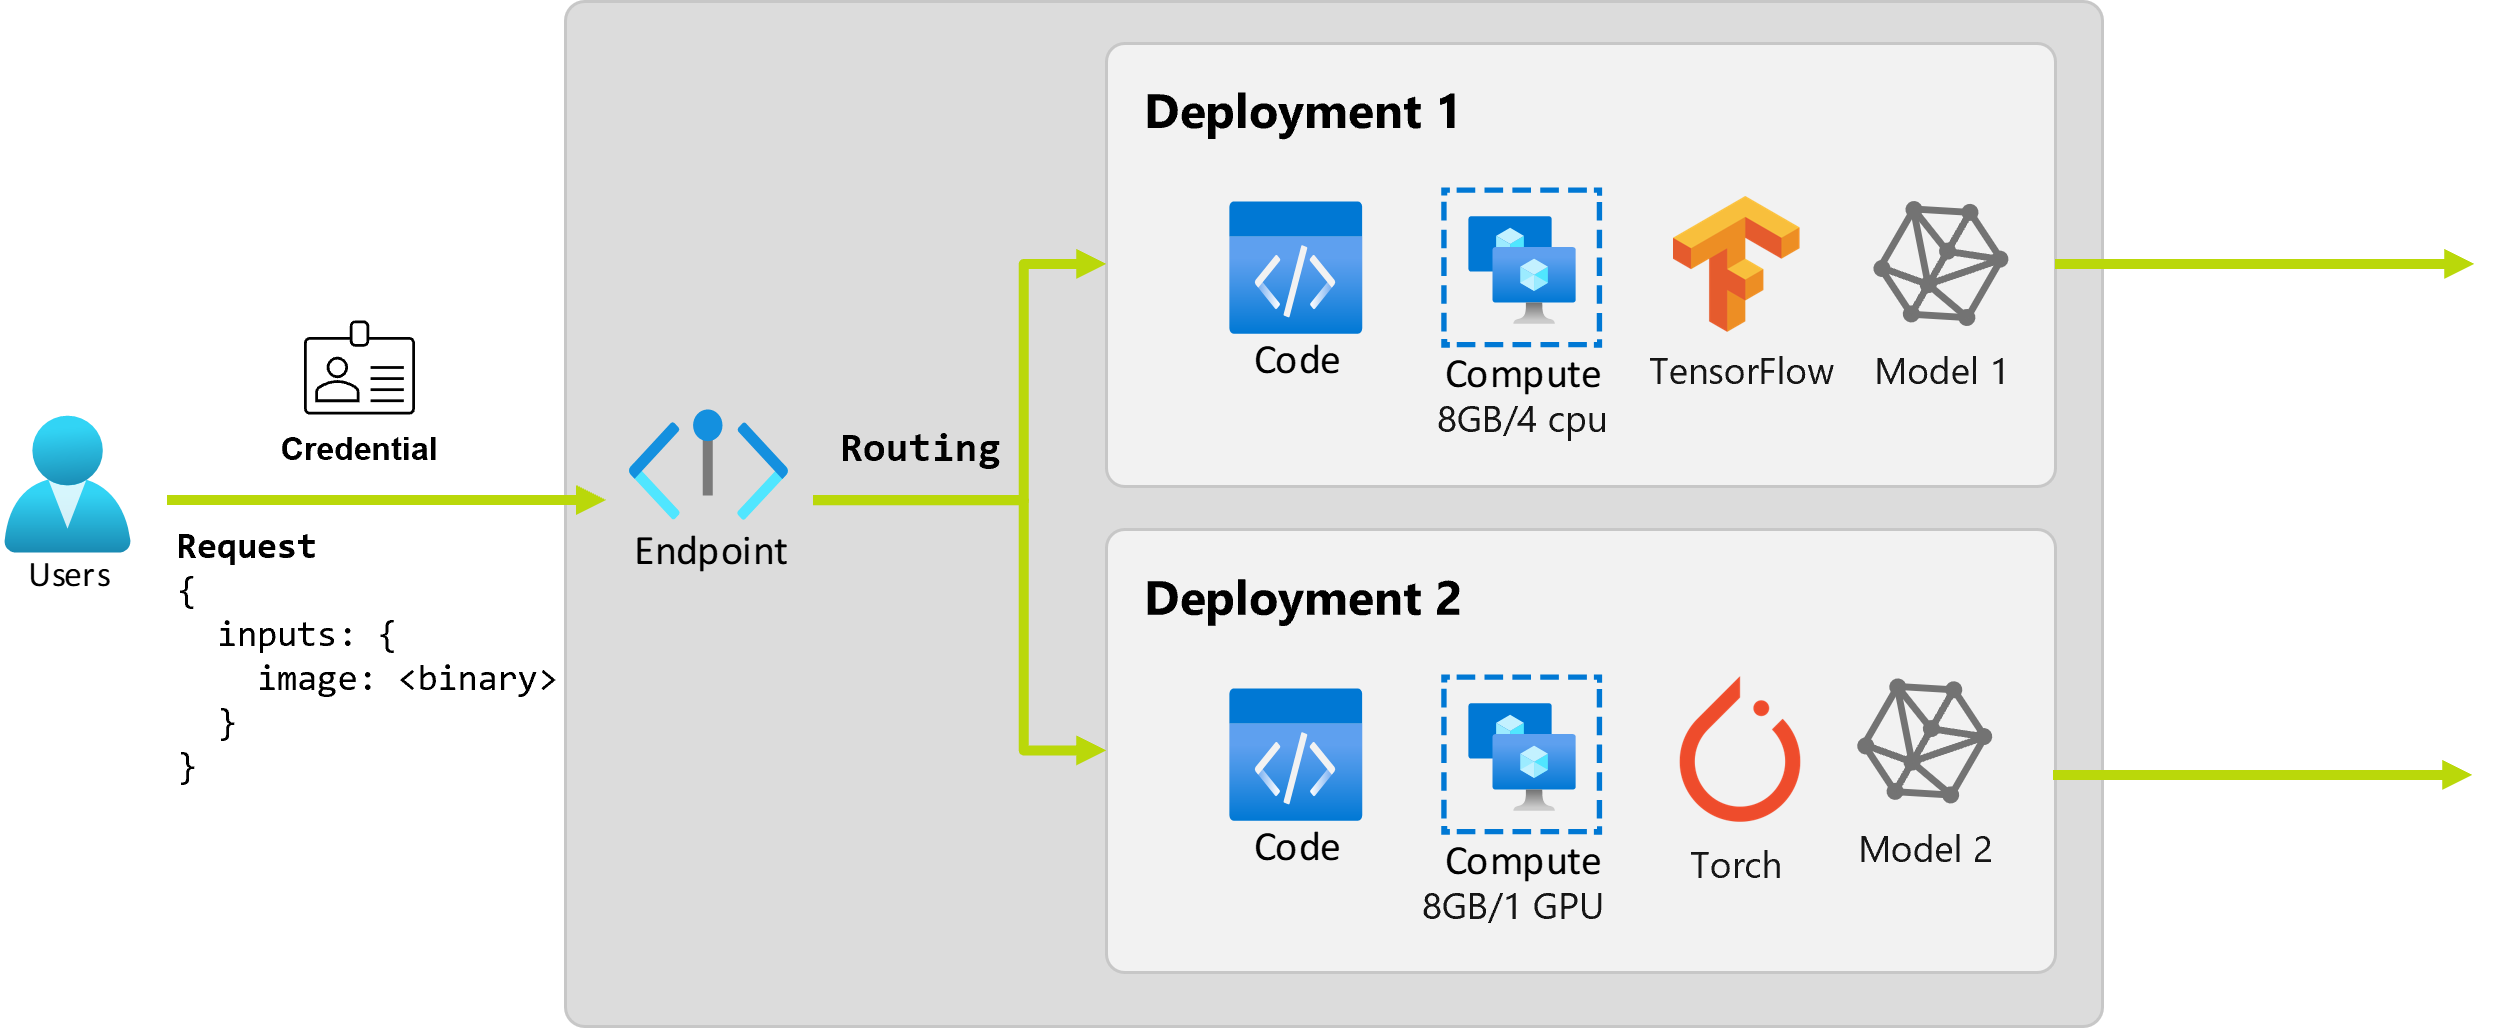 Credential
Users
Request
{
  inputs: {
    image: <binary>
  }
}
Endpoint
Routing
Deployment 1
Code
Compute
8GB/4 cpu
TensorFlow
Model 1
Deployment 2
Code
Compute
8GB/1 GPU
Torch
Model 2